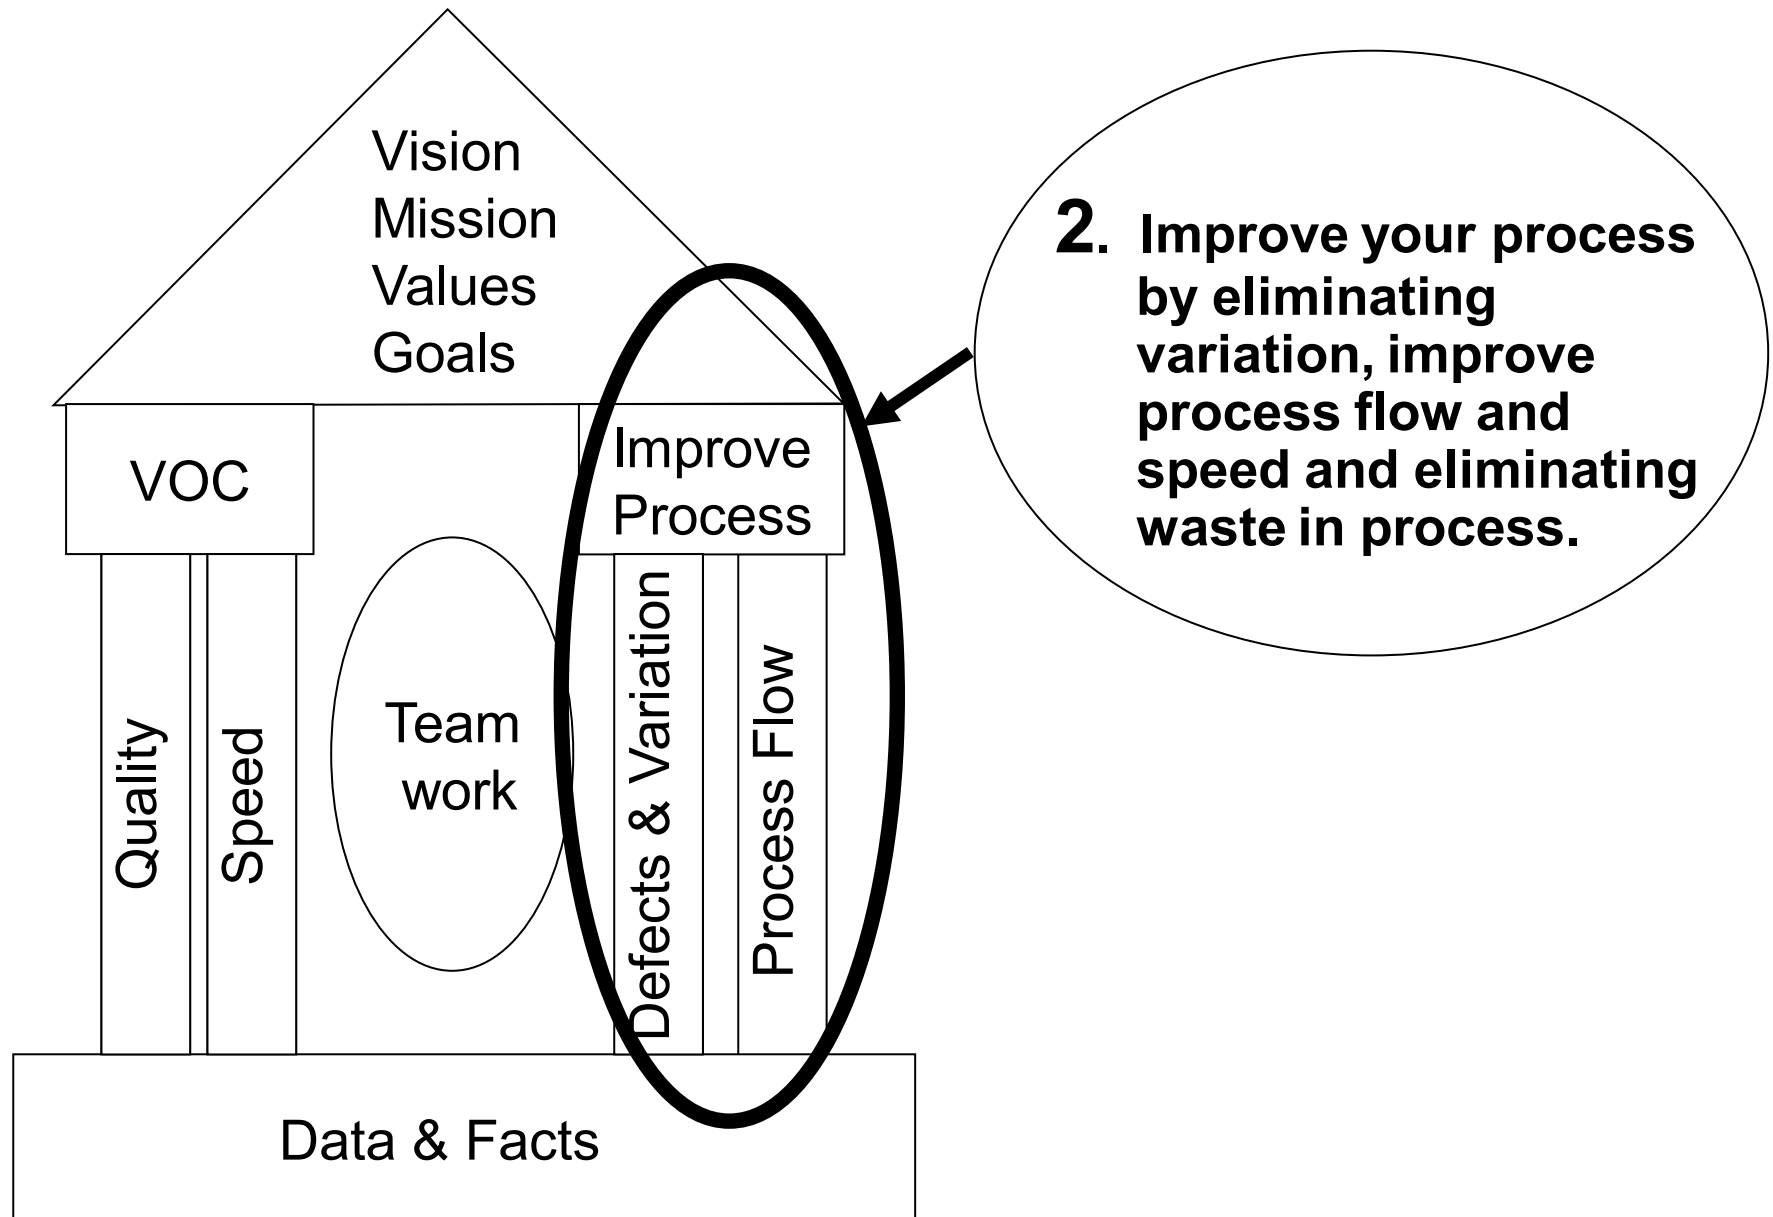 Vision
Mission
Values
Goals
VOC
Improve
Process
Quality
Speed
Team
work
Defects & Variation
Process Flow
Data & Facts
2. Improve your process
by eliminating
variation, improve
process flow and
speed and eliminating
waste in process.